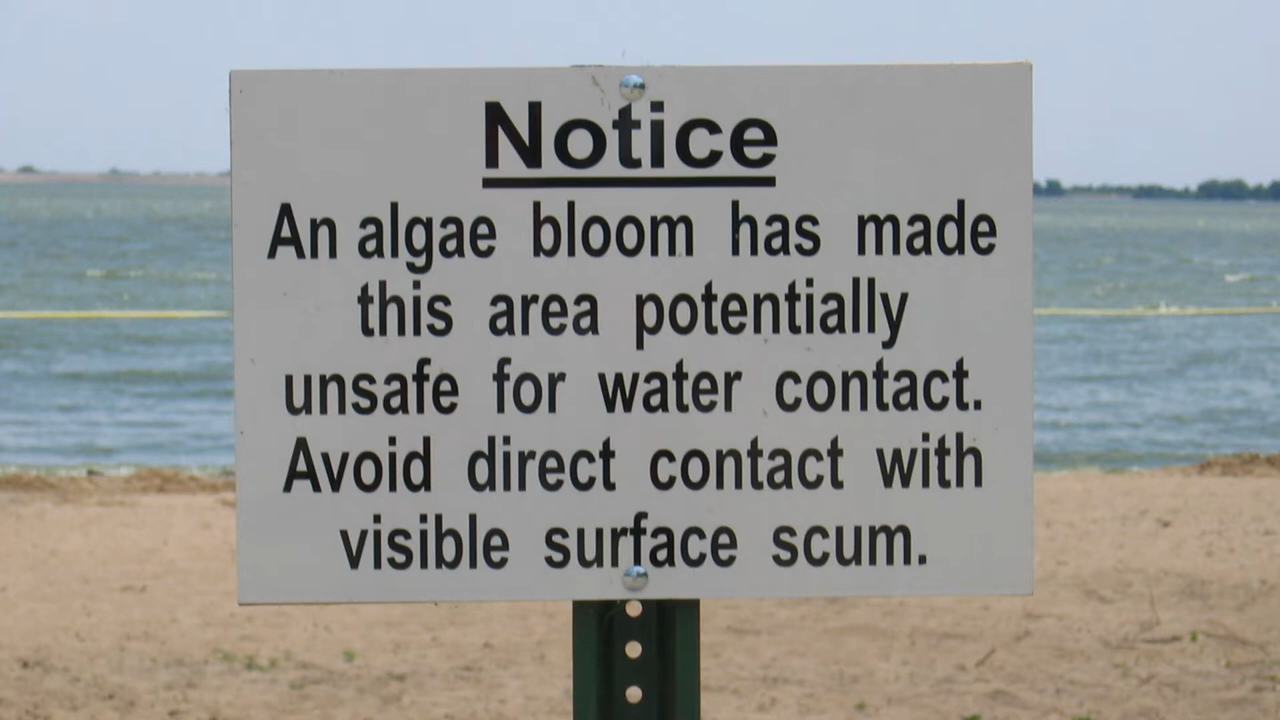 Notice
An algae bloom has made
this area potentially
unsafe for water contact.
Avoid direct contact with
visible surface scum.